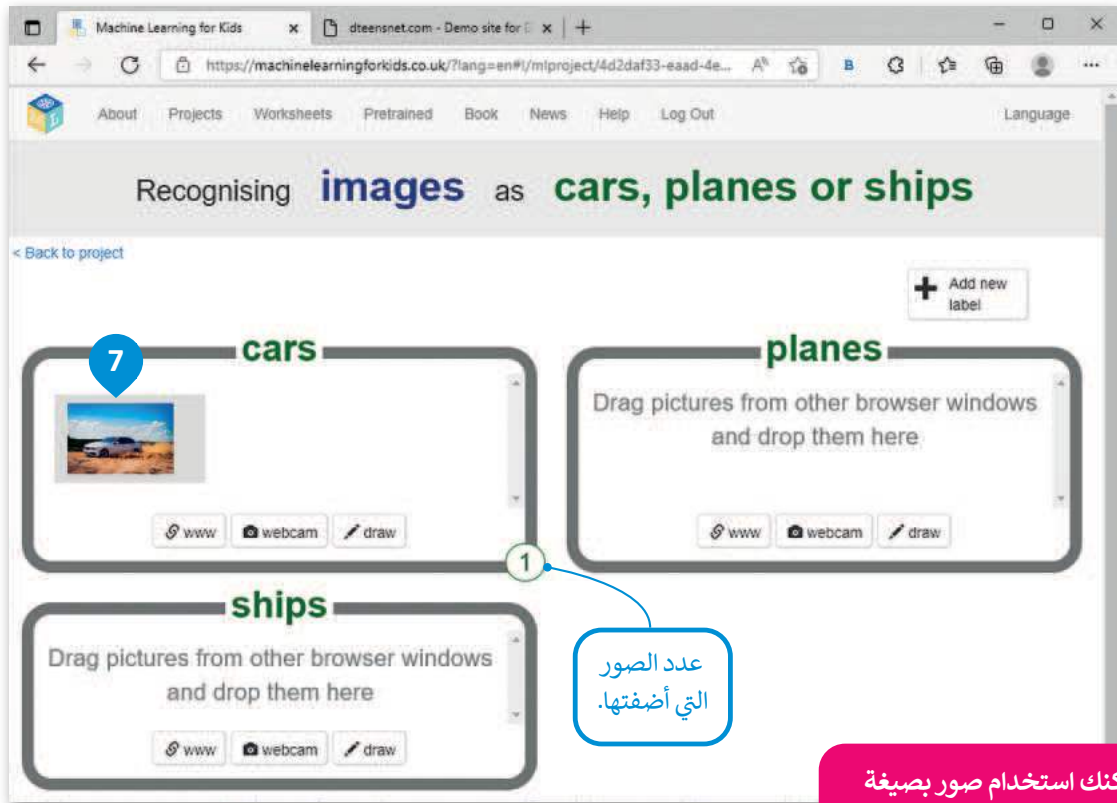 Machine Learning for Kids
dteensnet.com - Demo site for E
https://machinelearningforkids.co.uk/?lang=en#!/mlproject/4d2daf33-eaad-4e...
About Projects Worksheets Pretrained Book News Help Log Out Language
Recognising images as cars, planes or ships
< Back to project
Add new
label
cars
7
www webcam draw
1
planes
Drag pictures from other browser windows
and drop them here
www webcam draw
ships
Drag pictures from other browser windows
and drop them here
www webcam draw
عدد الصور
التي أضفتها.
استخدام صور بصيغة